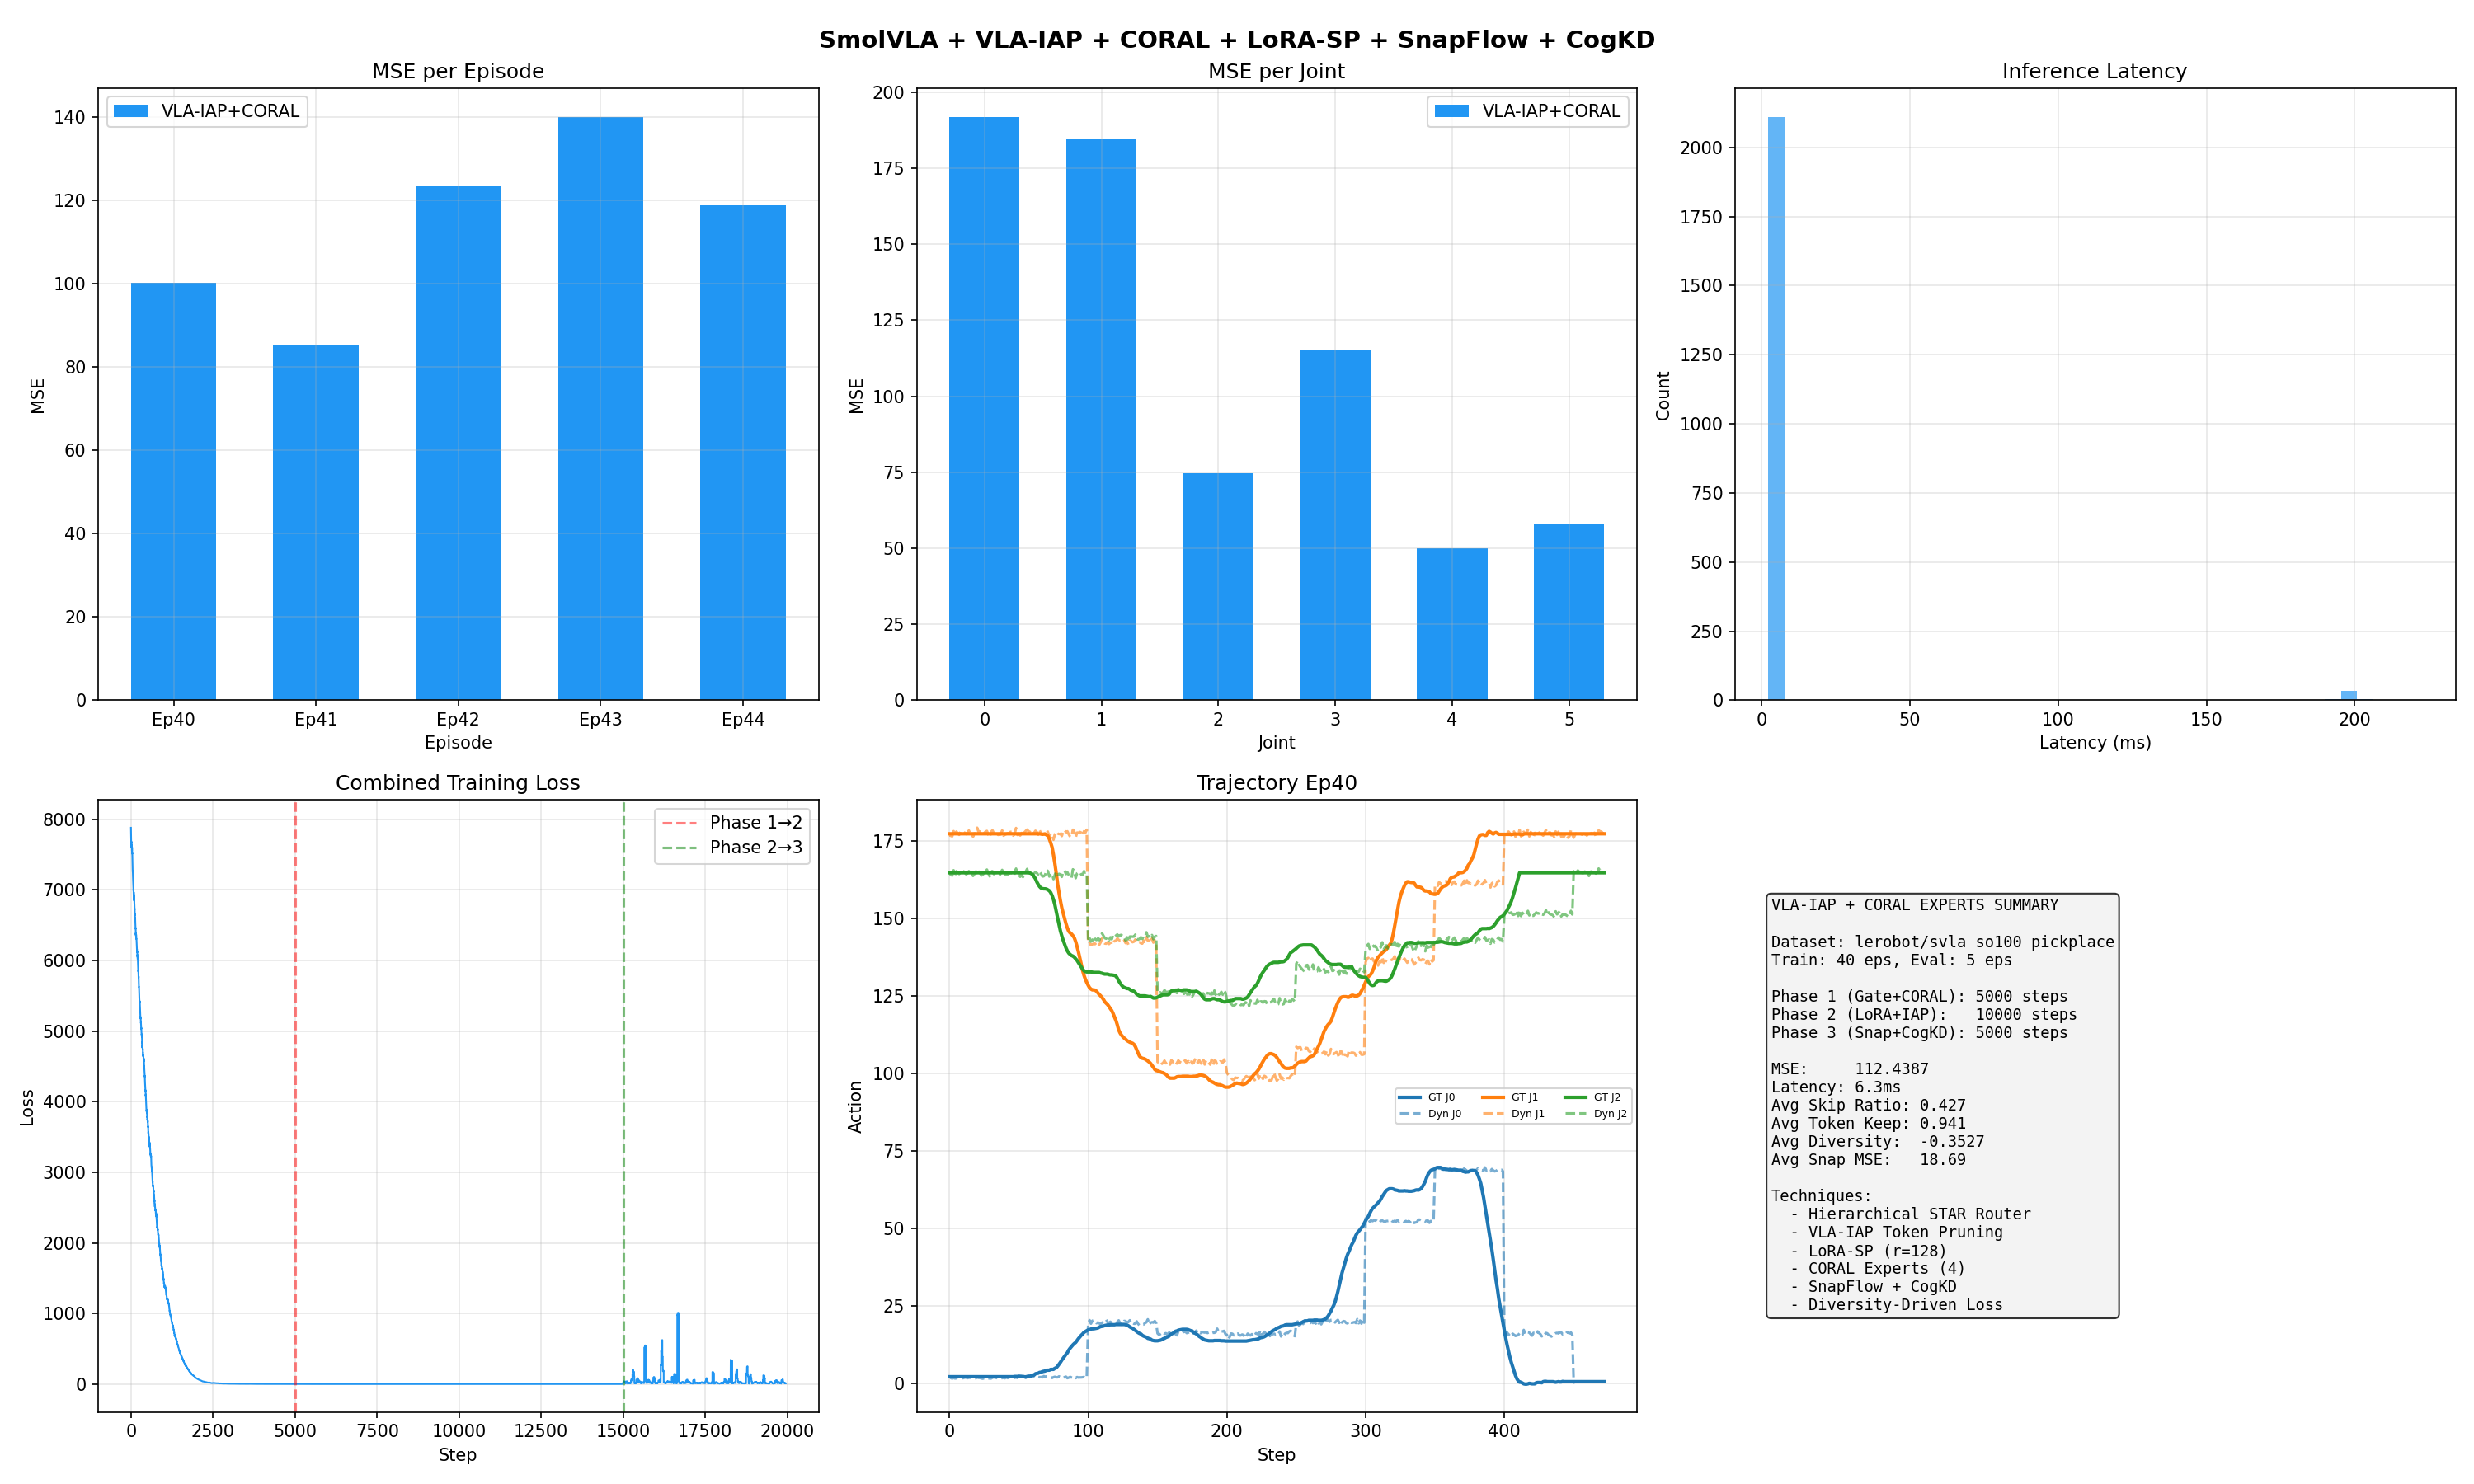 SmolVLA + VLA-IAP + CORAL + LoRA-SP + SnapFlow + CogKD
MSE per Episode
VLA-IAP+CORAL
MSE
140
120
100
80
60
40
20
0
Ep40 Ep41 Ep42 Ep43 Ep44
Episode
MSE per Joint
VLA-IAP+CORAL
MSE
200
175
150
125
100
75
50
25
0
0 1 2 3 4 5
Joint
Inference Latency
Count
2000
1750
1500
1250
1000
750
500
250
0
0 50 100 150 200
Latency (ms)
Combined Training Loss
Phase 1→2
Phase 2→3
Loss
8000
7000
6000
5000
4000
3000
2000
1000
0
0 2500 5000 7500 10000 12500 15000 17500 20000
Step
Trajectory Ep40
Action
175
150
125
100
75
50
25
0
GT J0 GT J1 GT J2
Dyn J0 Dyn J1 Dyn J2
0 100 200 300 400
Step
VLA-IAP + CORAL EXPERTS SUMMARY
Dataset: lerobot/svla_so100_pickplace
Train: 40 eps, Eval: 5 eps
Phase 1 (Gate+CORAL): 5000 steps
Phase 2 (LoRA+IAP): 10000 steps
Phase 3 (Snap+CogKD): 5000 steps
MSE: 112.4387
Latency: 6.3ms
Avg Skip Ratio: 0.427
Avg Token Keep: 0.941
Avg Diversity: -0.3527
Avg Snap MSE: 18.69
Techniques:
- Hierarchical STAR Router
- VLA-IAP Token Pruning
- LoRA-SP (r=128)
- CORAL Experts (4)
- SnapFlow + CogKD
- Diversity-Driven Loss